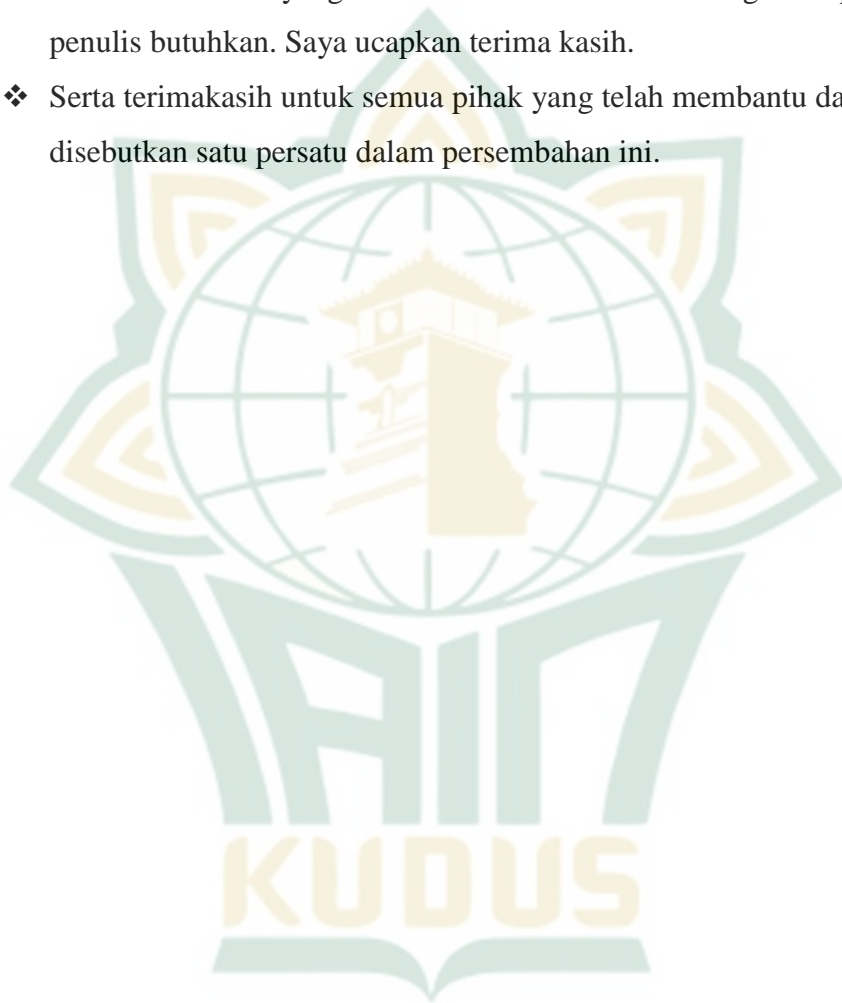 penulis butuhkan. Saya ucapkan terima kasih.
❖ Serta terimakasih untuk semua pihak yang telah membantu
disebutkan satu persatu dalam persembahan ini.
IAIN
KUDUS